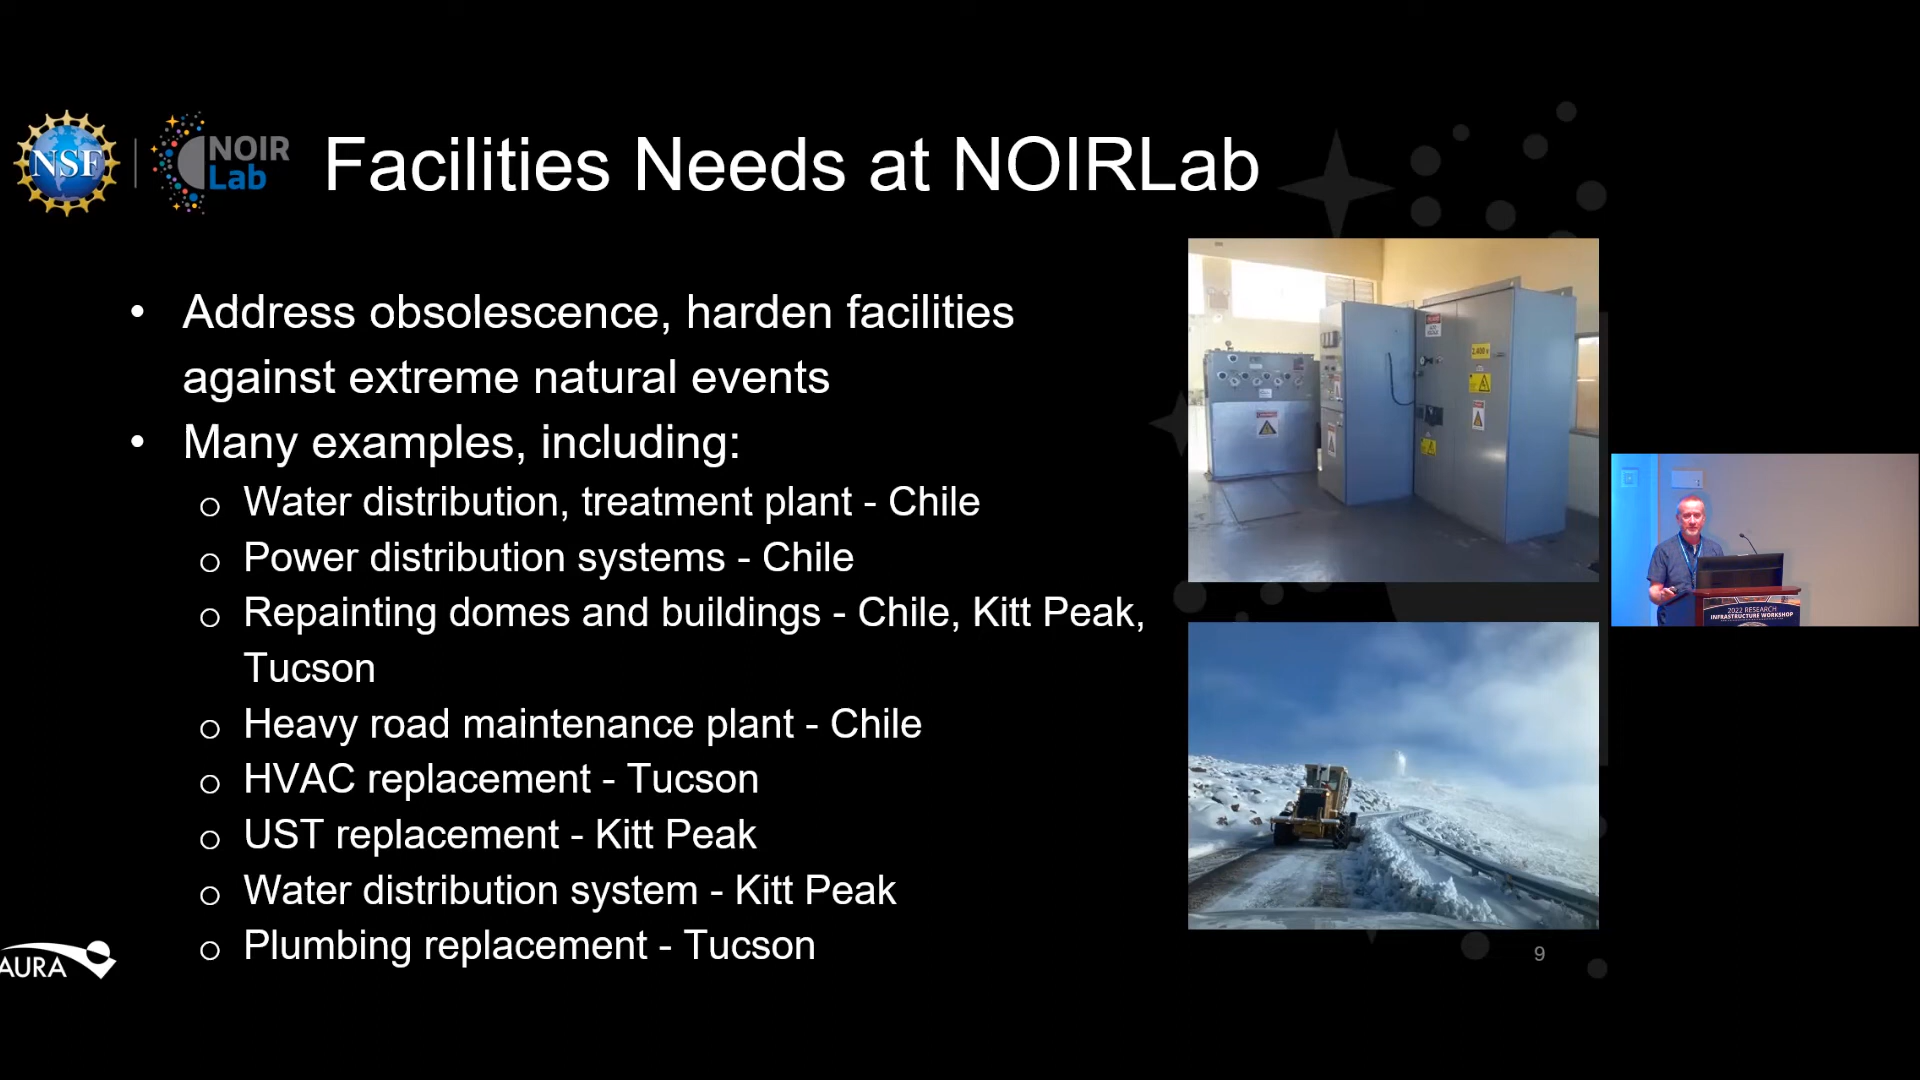 NSF
NOIR
Lab
Facilities Needs at NOIRLab
• Address obsolescence, harden facilities
against extreme natural events
• Many examples, including:
o Water distribution, treatment plant - Chile
o Power distribution systems - Chile
o Repainting domes and buildings - Chile, Kitt Peak,
Tucson
o Heavy road maintenance plant - Chile
o HVAC replacement - Tucson
o UST replacement - Kitt Peak
o Water distribution system - Kitt Peak
o Plumbing replacement - Tucson
AURA
9
2.400 v
2022 RESEARCH
INFRASTRUCTURE WORKSHOP